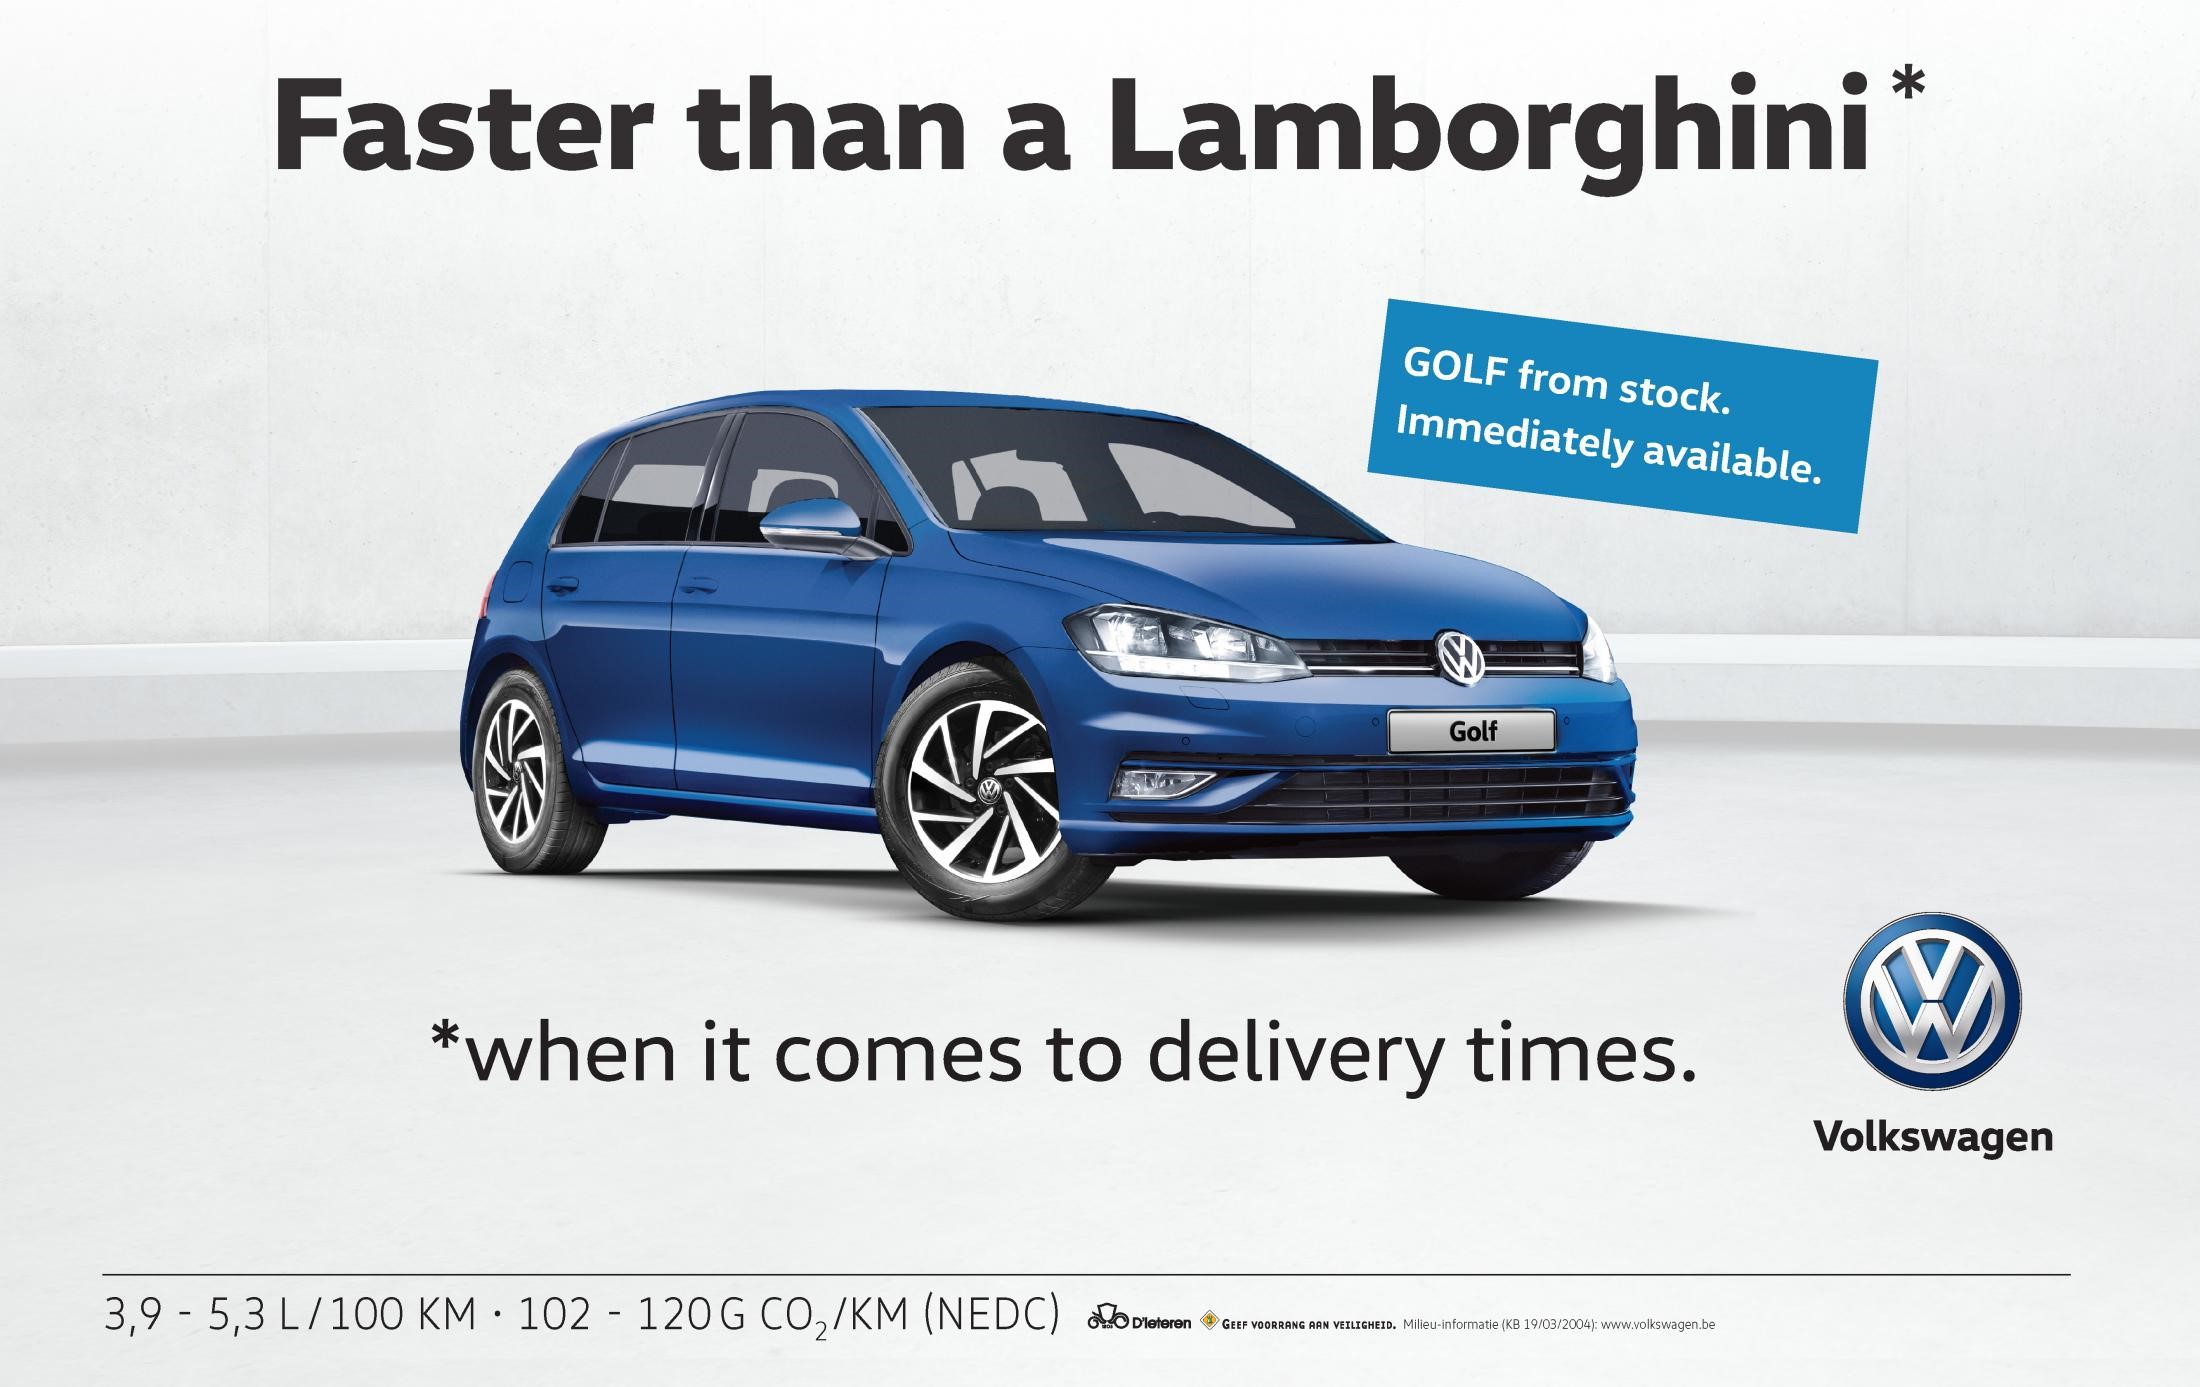 Faster than a Lamborghini*
GOLF from stock.
Immediately available.
Golf
*when it comes to delivery times.
Volkswagen
3,9 - 5,3 L/100 KM · 102 - 120 G CO₂/KM (NEDC) D'Ieteren GEEF VOORRANG AAN VEILIGHEID. Milieu-informatie (KB 19/03/2004): www.volkswagen.be